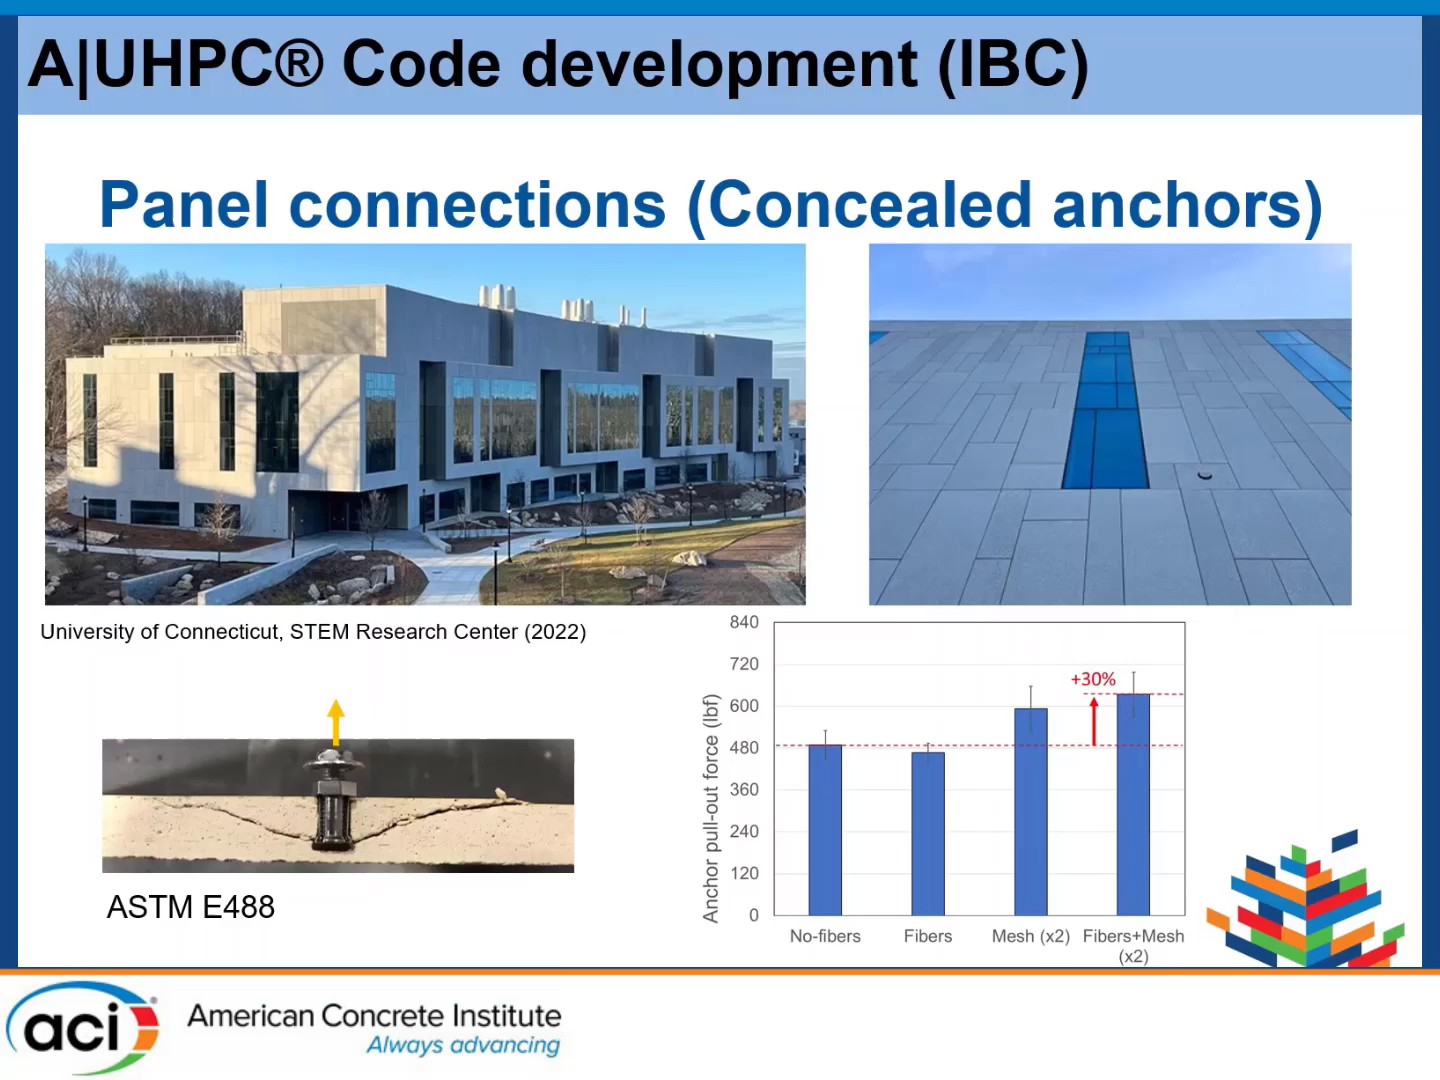 A|UHPC® Code development (IBC)
Panel connections (Concealed anchors)
University of Connecticut, STEM Research Center (2022)
ASTM E488
Anchor pull-out force (lbf)
840
720
600
480
360
240
120
0
+30%
No-fibers
Fibers
Mesh (x2)
Fibers+Mesh
(x2)
aci®
American Concrete Institute
Always advancing